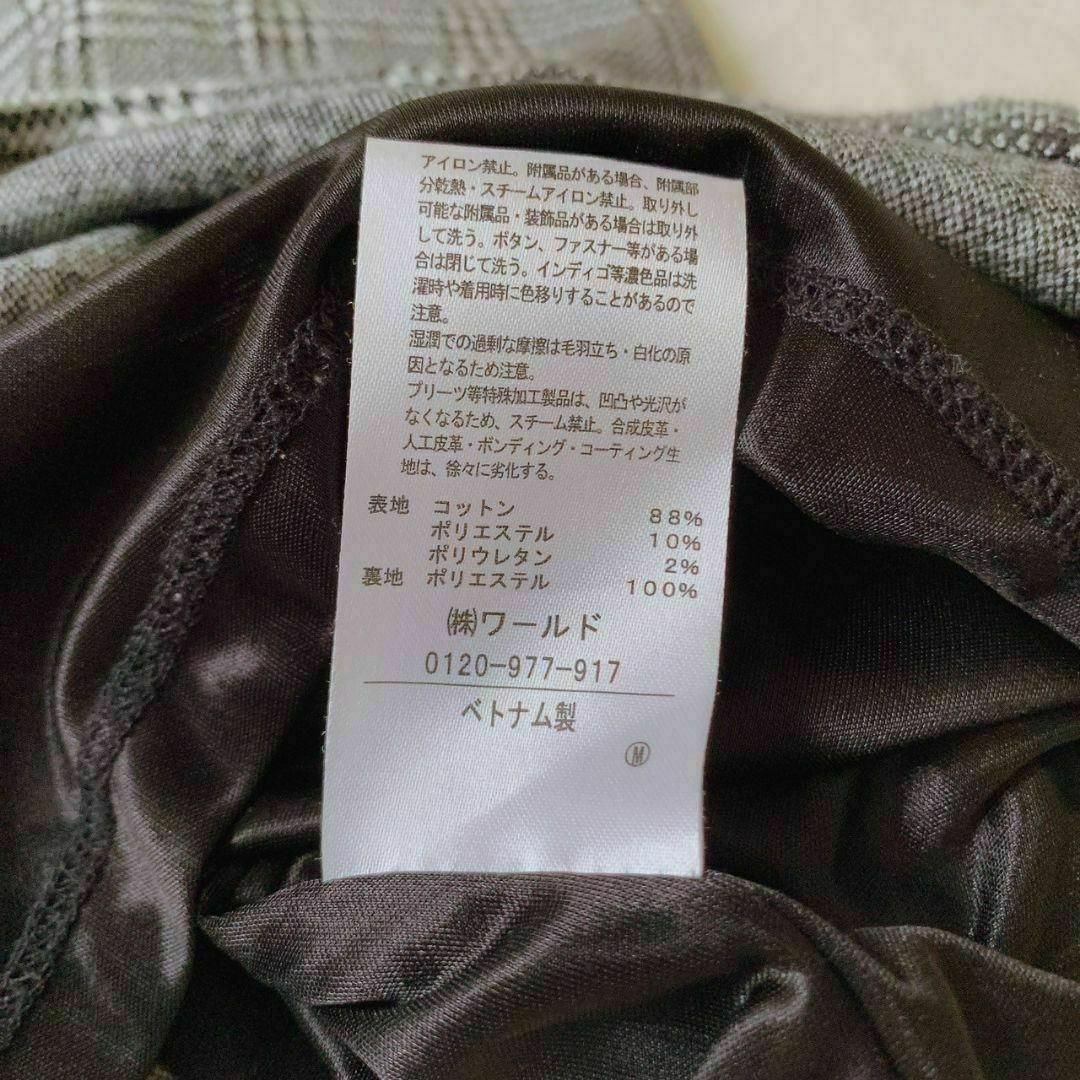 アイロン禁止。附属品がある場合、附属部
分乾熱・スチームアイロン禁止。取り外し
可能な附属品・装飾品がある場合は取り外
して洗う。ボタン、ファスナー等がある場
合は閉じて洗う。インディゴ等濃色品は洗
濯時や着用時に色移りすることがあるので
注意。
湿潤での過剰な摩擦は毛羽立ち・白化の原
因となるため注意。
プリーツ等特殊加工製品は、凹凸や光沢が
なくなるため、スチーム禁止。合成皮革・
人工皮革・ボンディング・コーティング生
地は、徐々に劣化する。
表地 コットン 88%
ポリエステル 10%
ポリウレタン 2%
裏地 ポリエステル 100%
㈱ワールド
0120-977-917
ベトナム製
Ⓜ